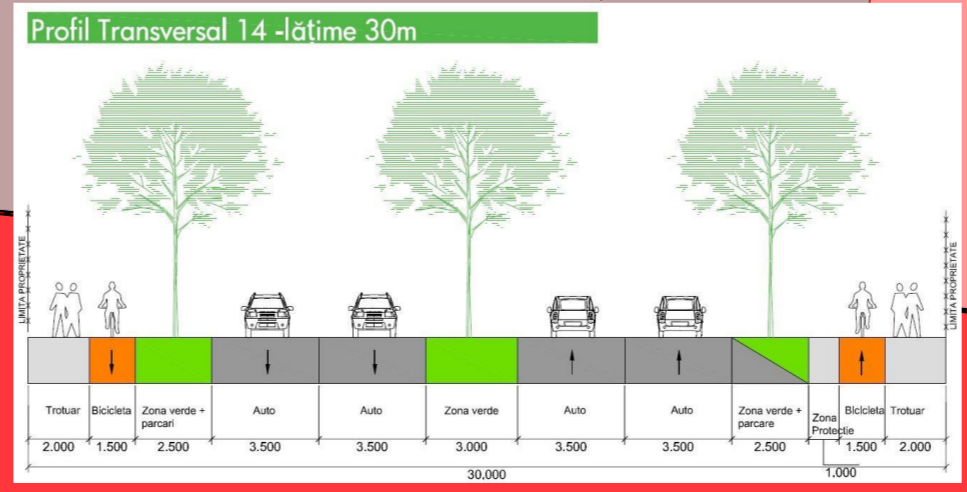 Profil Transversal 14 -lățime 30m
LIMITA PROPRIETATE
LIMITA PROPRIETATE
Trotuar
Bicicleta
Zona verde +
parcari
Auto
Auto
Zona verde
Auto
Auto
Zona verde +
parcare
Zona
Protectie
Bicicleta
Trotuar
2.000
1.500
2.500
3.500
3.500
3.000
3.500
3.500
2.500
1.500
2.000
1.000
30.000